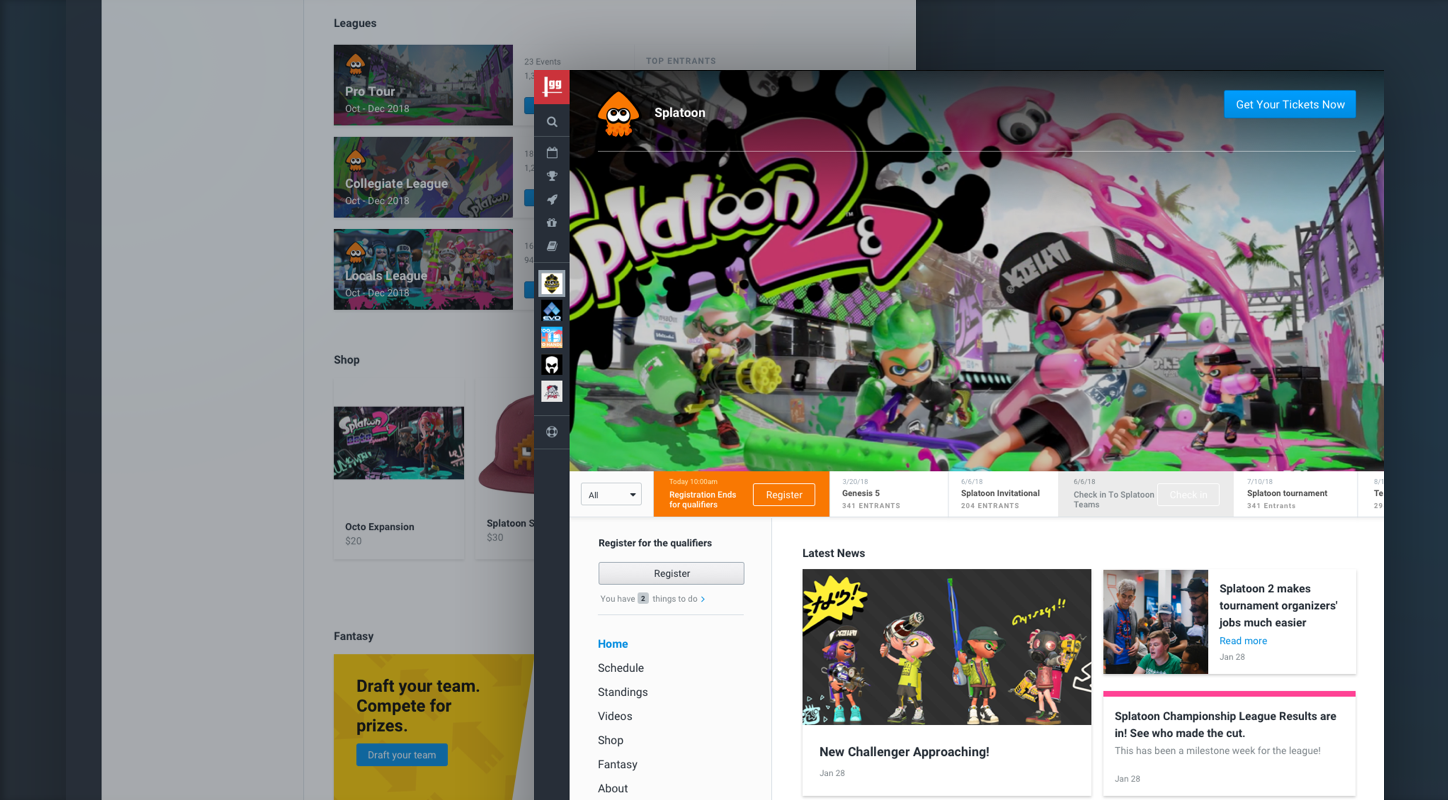 Leagues
Pro Tour
Oct - Dec 2018
23 Events
TOP ENTRANTS
Collegiate League
Oct - Dec 2018
Locals League
Oct - Dec 2018
Shop
Octo Expansion
$20
Splatoon S
$30
Fantasy
Draft your team.
Compete for
prizes.
Draft your team
gg
Splatoon
Get Your Tickets Now
Splatoon 2
EVO
All
Today 10:00am
Registration Ends
for qualifiers
Register
3/20/18
Genesis 5
341 ENTRANTS
6/6/18
Splatoon Invitational
204 ENTRANTS
6/6/18
Check in To Splatoon
Teams
Check in
7/10/18
Splatoon tournament
341 Entrants
Register for the qualifiers
Register
You have 2 things to do
Home
Schedule
Standings
Videos
Shop
Fantasy
About
Latest News
New Challenger Approaching!
Jan 28
Splatoon 2 makes
tournament organizers'
jobs much easier
Read more
Jan 28
Splatoon Championship League Results are
in! See who made the cut.
This has been a milestone week for the league!
Jan 28